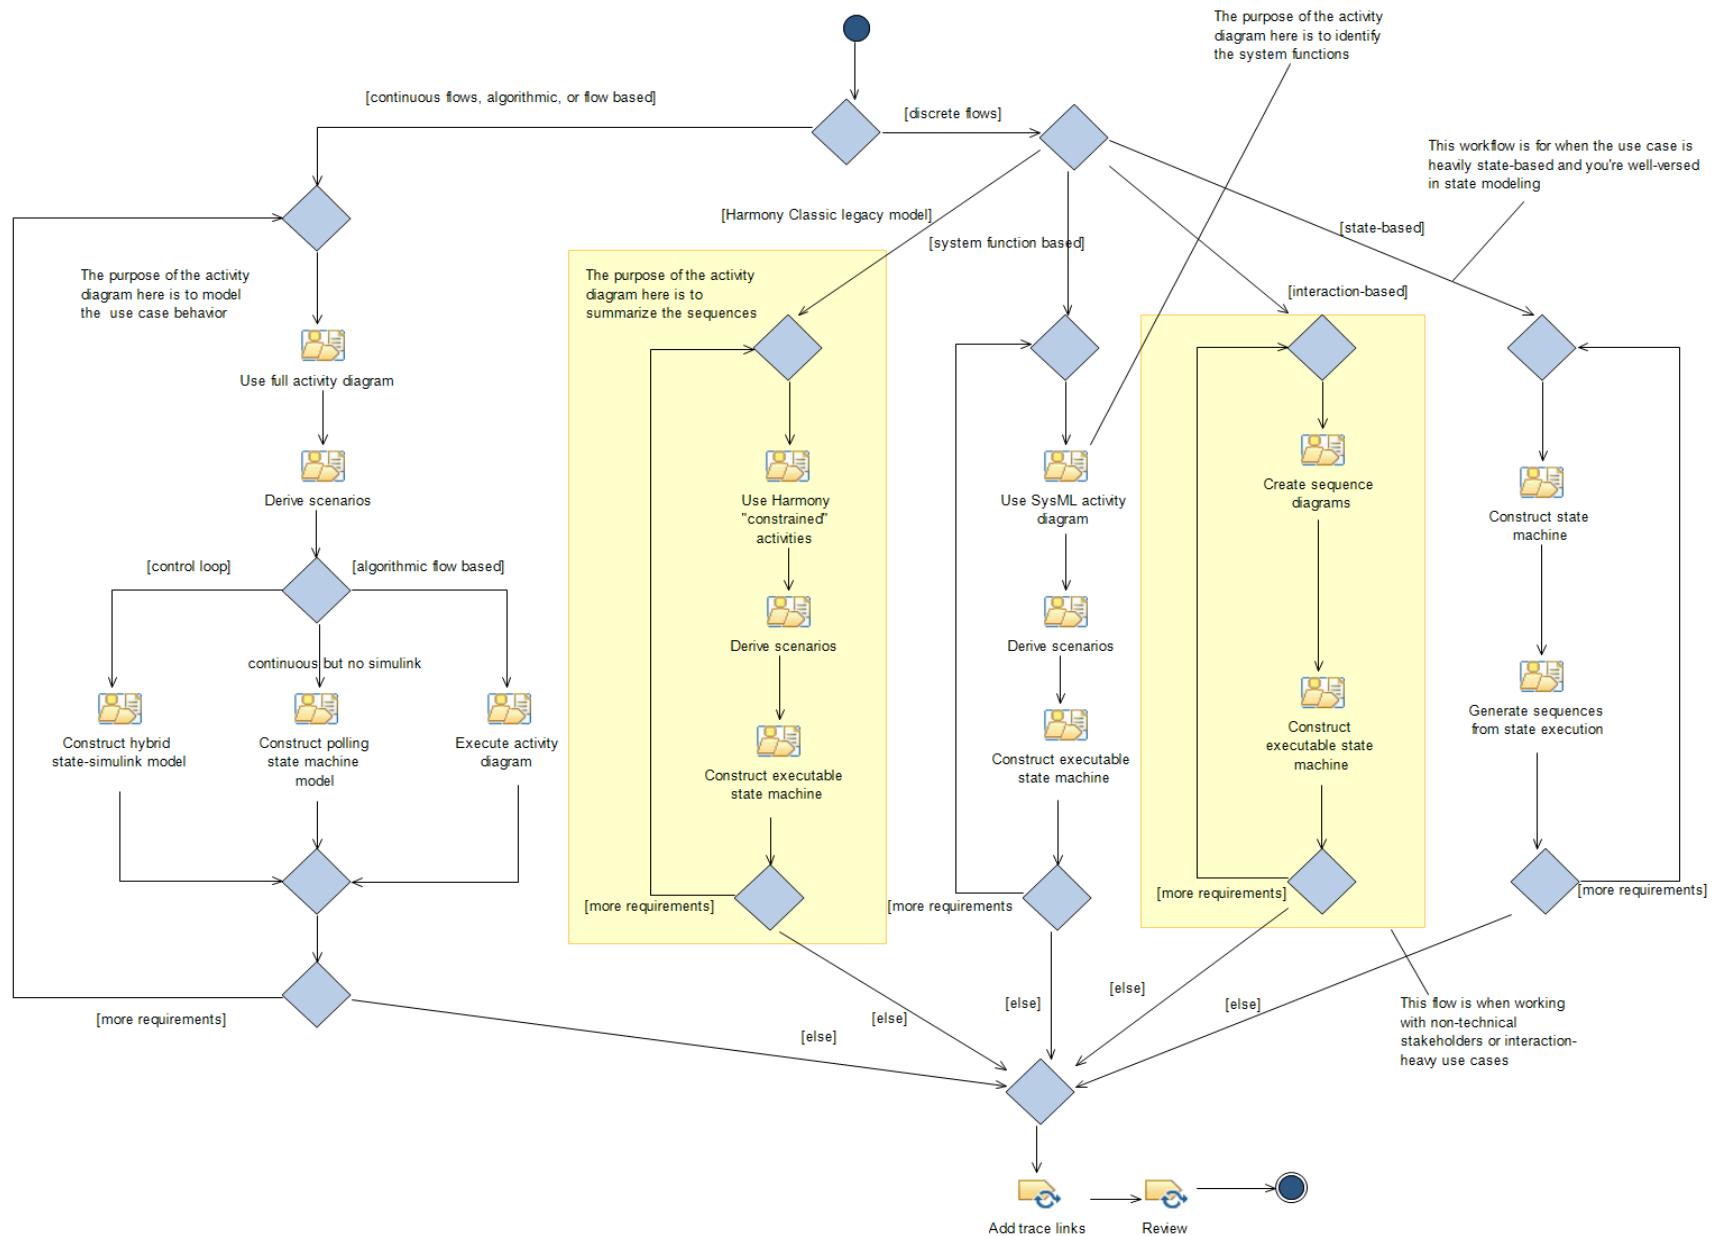 The purpose of the activity
diagram here is to identify
the system functions
[continuous flows, algorithmic, or flow based]
[discrete flows]
This workflow is for when the use case is
heavily state-based and you're well-versed
in state modeling
[Harmony Classic legacy model]
[system function based]
[state-based]
[interaction-based]
The purpose of the activity
diagram here is to model
the use case behavior
The purpose of the activity
diagram here is to
summarize the sequences
Use full activity diagram
Derive scenarios
[control loop]
[algorithmic flow based]
continuous but no simulink
Construct hybrid
state-simulink model
Construct polling
state machine
model
Execute activity
diagram
[more requirements]
[else]
Use Harmony
"constrained"
activities
Derive scenarios
Construct executable
state machine
[more requirements]
[else]
Use SysML activity
diagram
Derive scenarios
Construct executable
state machine
[more requirements
[else]
Create sequence
diagrams
Construct
executable state
machine
[more requirements]
[else]
Construct state
machine
Generate sequences
from state execution
[more requirements]
[else]
This flow is when working
with non-technical
stakeholders or interaction-
heavy use cases
Add trace links
Review